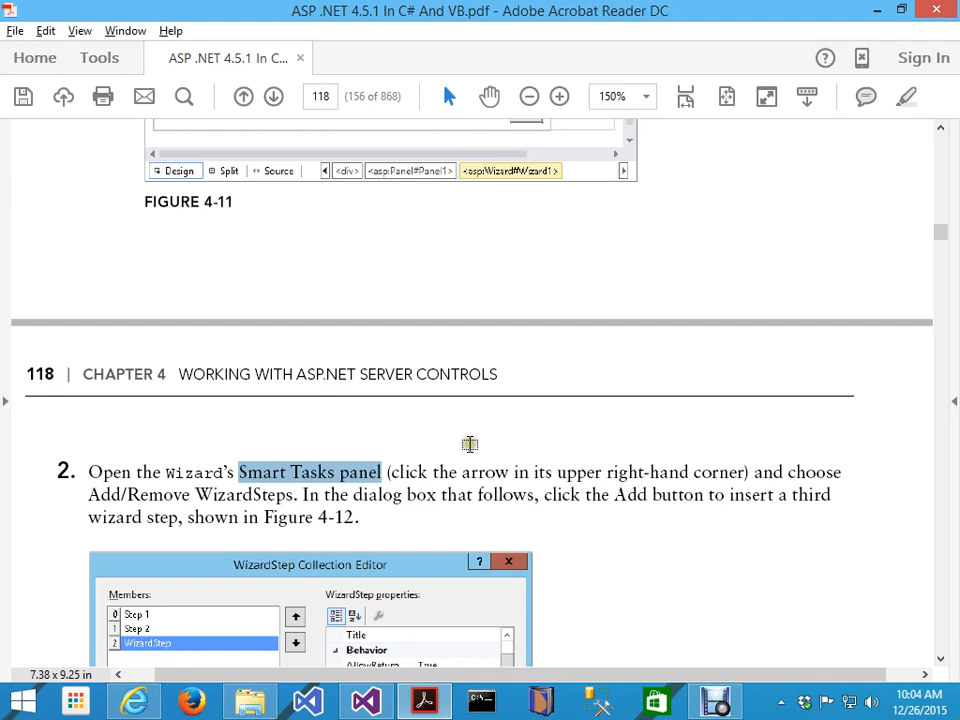 ASP .NET 4.5.1 In C# And VB.pdf - Adobe Acrobat Reader DC
File Edit View Window Help
Home Tools ASP .NET 4.5.1 In C... × Sign In
118 (156 of 868) 150%
Design Split Source <div> <asp:Panel#Panel1> <asp:Wizard#Wizard1>
FIGURE 4-11
118 | CHAPTER 4 WORKING WITH ASP.NET SERVER CONTROLS
2. Open the Wizard's Smart Tasks panel (click the arrow in its upper right-hand corner) and choose
Add/Remove WizardSteps. In the dialog box that follows, click the Add button to insert a third
wizard step, shown in Figure 4-12.
WizardStep Collection Editor ? X
Members: WizardStep properties:
0 Step 1
1 Step 2
2 WizardStep
Title
Behavior
AllowReturn True
7.38 x 9.25 in
10:04 AM
12/26/2015